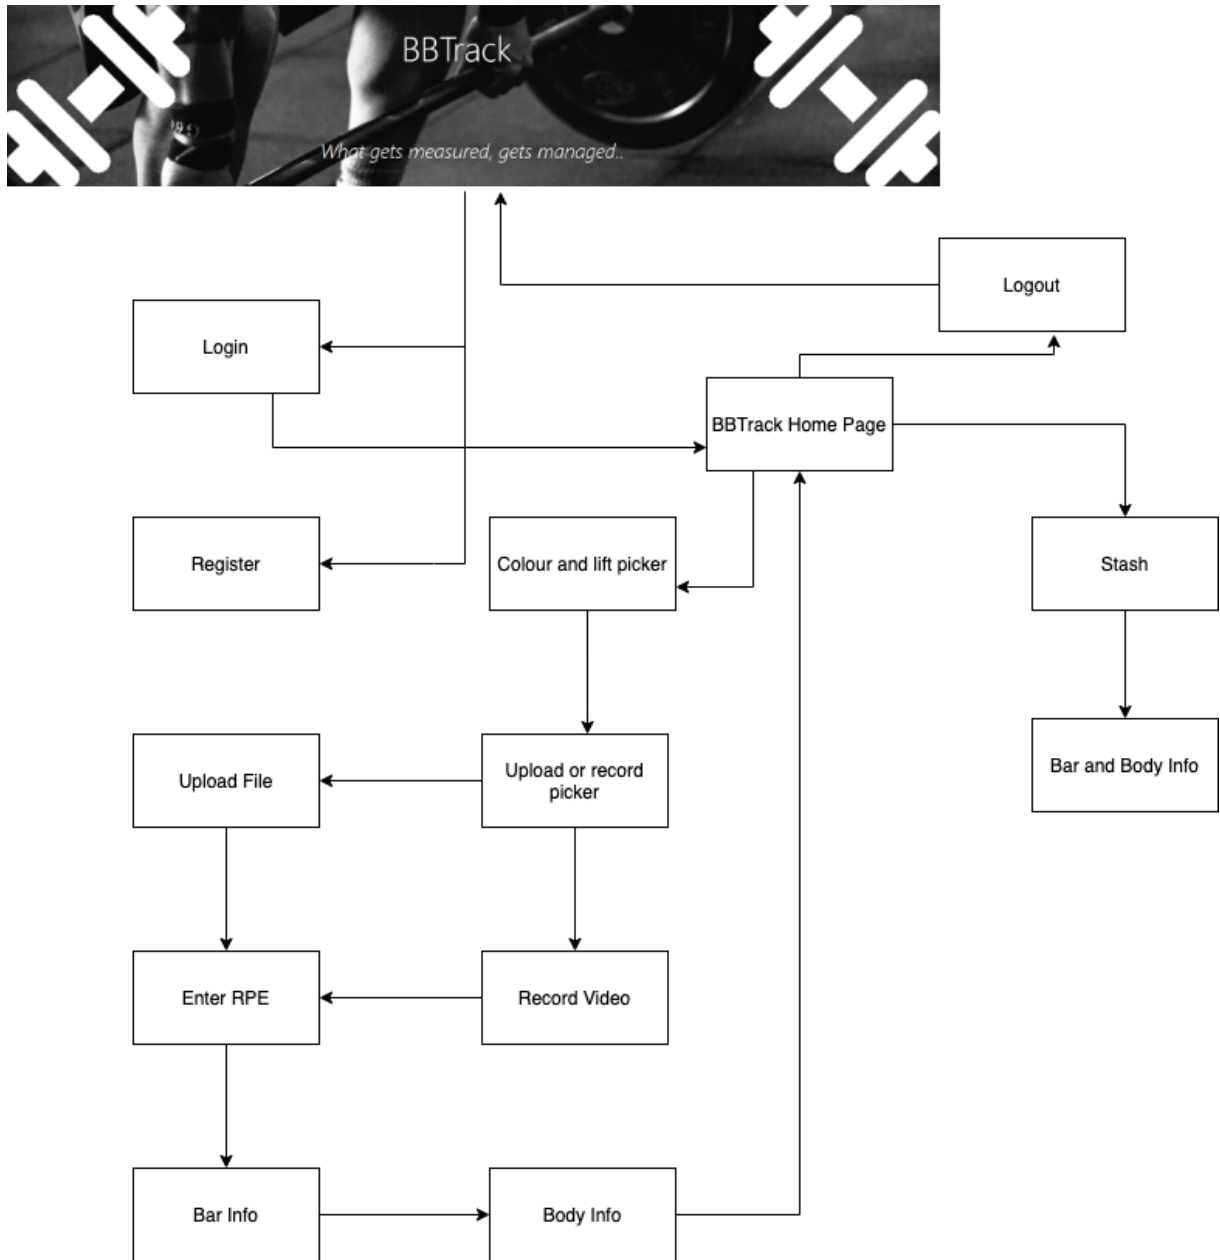 BBTrack
What gets measured, gets managed..
Logout
Login
BBTrack Home Page
Register
Colour and lift picker
Stash
Upload File
Upload or record
picker
Bar and Body Info
Enter RPE
Record Video
Bar Info
Body Info